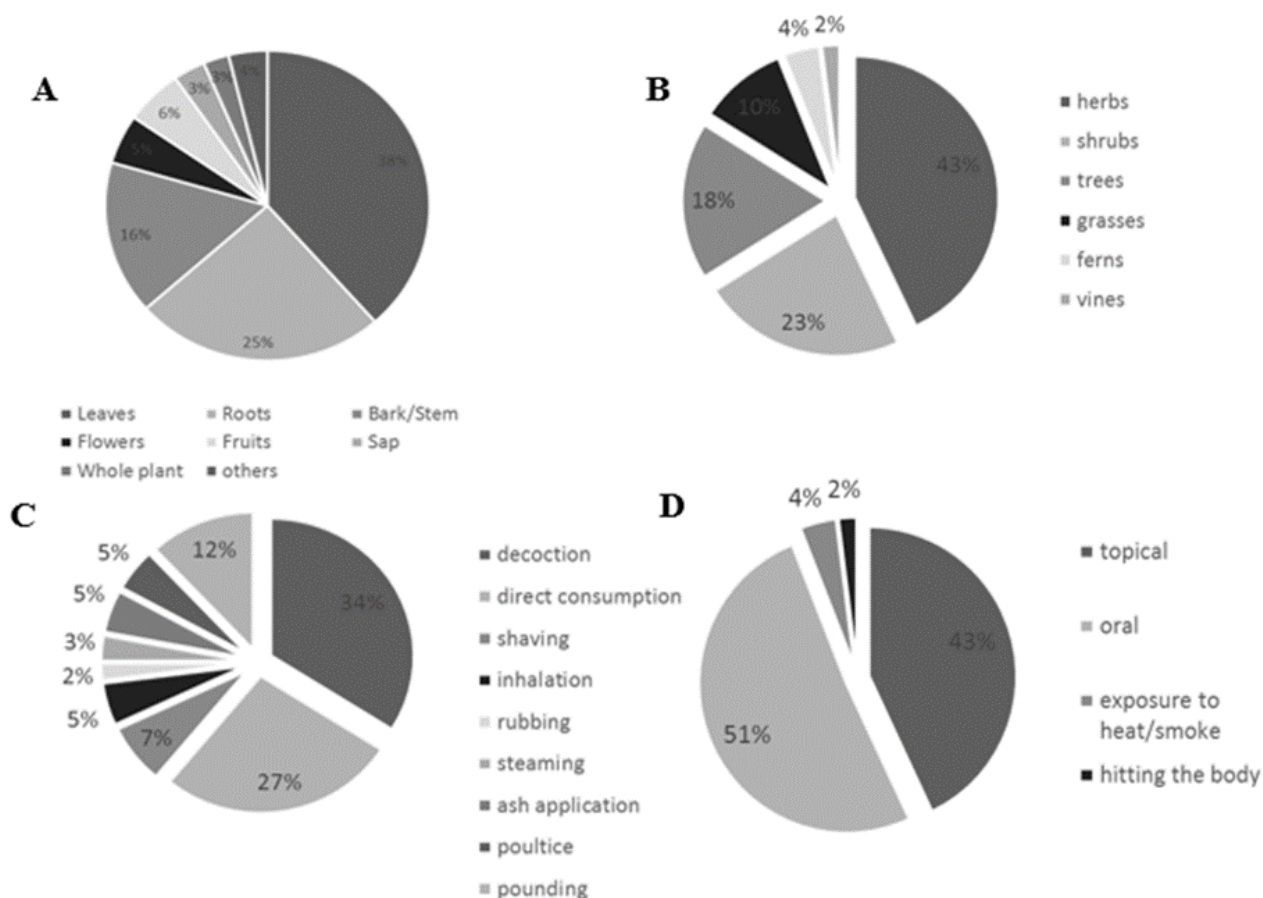 A
38%
25%
16%
5%
6%
3%
3%
4%
Leaves Roots Bark/Stem
Flowers Fruits Sap
Whole plant others
B
43%
23%
18%
10%
4%
2%
herbs
shrubs
trees
grasses
ferns
vines
C
34%
27%
7%
5%
2%
3%
5%
5%
12%
decoction
direct consumption
shaving
inhalation
rubbing
steaming
ash application
poultice
pounding
D
43%
51%
4%
2%
topical
oral
exposure to
heat/smoke
hitting the body